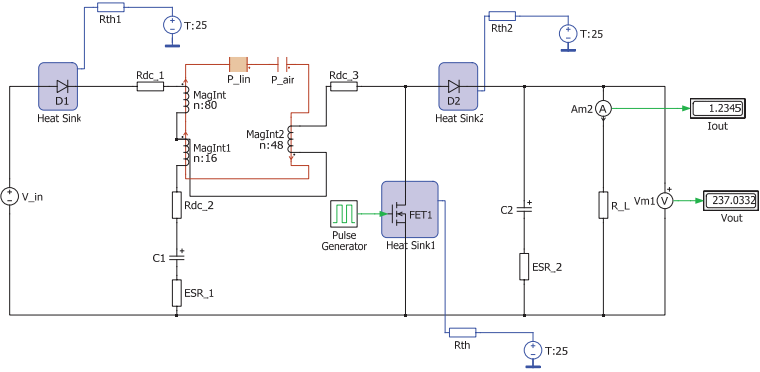 Rth1
T:25
Rth2
T:25
Rdc_1
P_lin
P_air
Rdc_3
D1
Heat Sink
MagInt
n:80
D2
Heat Sink2
MagInt2
n:48
MagInt1
n:16
Am2
A
1.2345
Iout
V_in
Rdc_2
Pulse
Generator
FET1
Heat Sink1
C2
R_L
Vm1
V
237.0332
Vout
C1
ESR_1
ESR_2
Rth
T:25